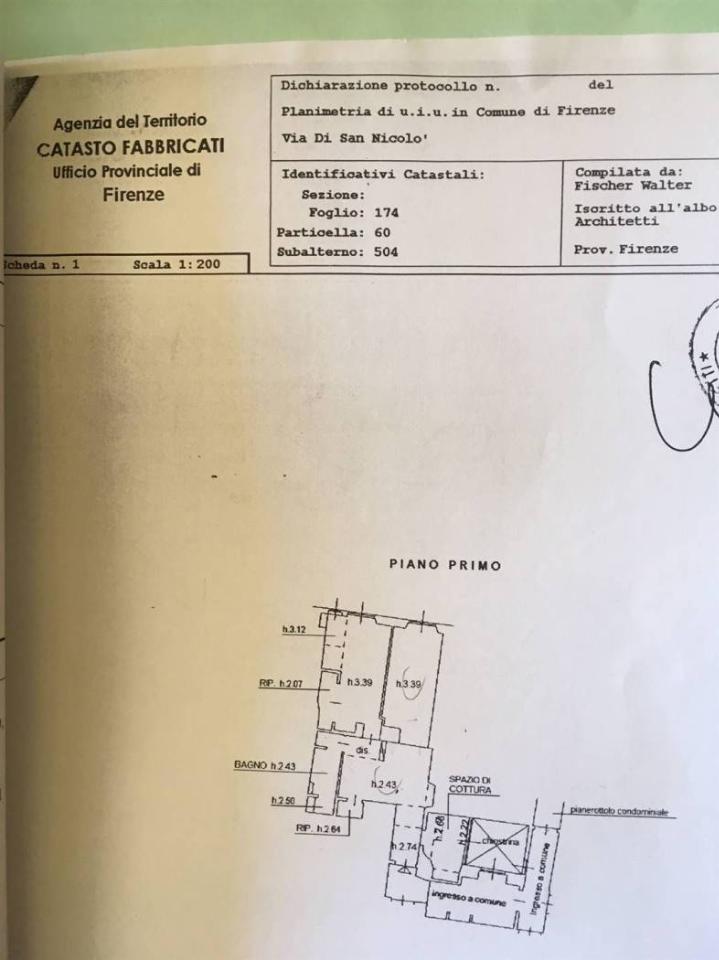 Agenzia del Territorio
CATASTO FABBRICATI
Ufficio Provinciale di
Firenze
Scheda n. 1 Scala 1:200
Dichiarazione protocollo n. del
Planimetria di u.i.u. in Comune di Firenze
Via Di San Nicolo'
Identificativi Catastali:
Sezione:
Foglio: 174
Particella: 60
Subalterno: 504
Compilata da:
Fischer Walter
Iscritto all'albo
Architetti
Prov. Firenze
PIANO PRIMO
h.3.12
RIP. h.2.07
h.3.39
h.3.39
dis.
BAGNO h.2.43
h.2.43
h.2.50
RIP. h.2.64
SPAZIO DI
COTTURA
pianerottolo condominiale
h.2.68
h.2.22
chiostrina
h.2.74
ingresso a comune
ingresso a comune